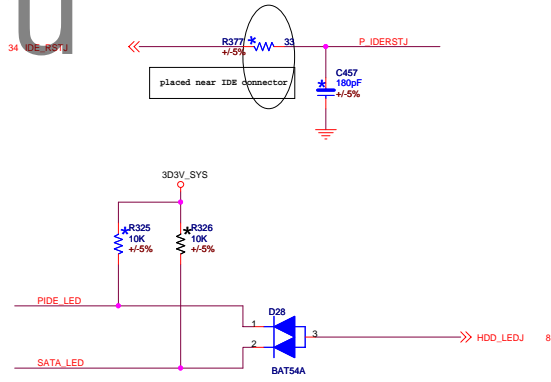 u
R377 * 33
P_IDERSTJ
34 IDE_RSTJ
+/-5%
placed near IDE connector
* C457
180pF
+/-5%
3D3V_SYS
* R325
10K
+/-5%
* R326
10K
+/-5%
PIDE_LED
D28
1
3
HDD_LEDJ 8
2
SATA_LED
BAT54A